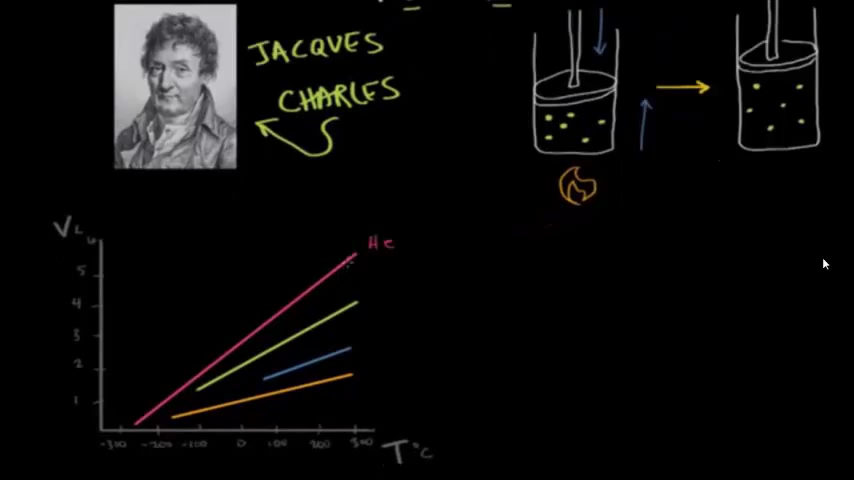 JACQUES
CHARLES
V L
He
6
5
4
3
2
1
-300 -200 -100 0 100 200 300
T °C